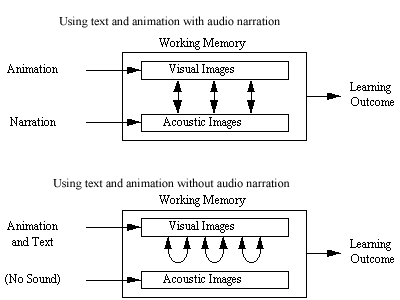 Using text and animation with audio narration
Working Memory
Animation
Visual Images
Learning
Outcome
Narration
Acoustic Images
Using text and animation without audio narration
Working Memory
Animation
and Text
Visual Images
Learning
Outcome
(No Sound)
Acoustic Images